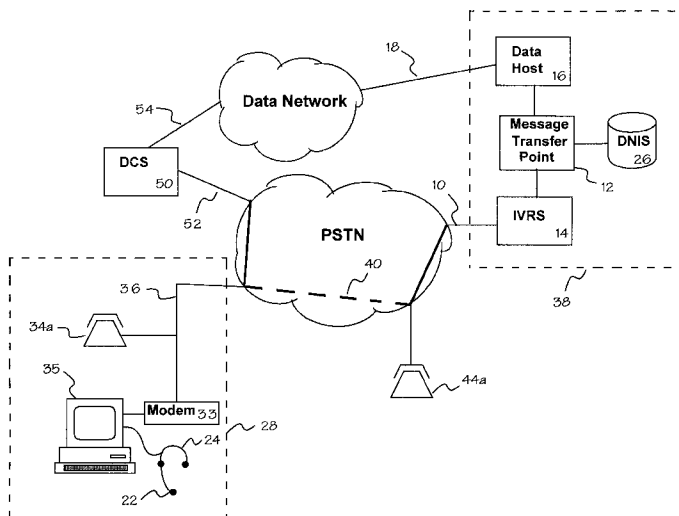 18
Data
Host
16
Data Network
54
Message
Transfer
Point
DNIS
26
DCS
50
12
10
52
IVRS
14
PSTN
36
40
38
34a
35
44a
Modem 33
24
28
22